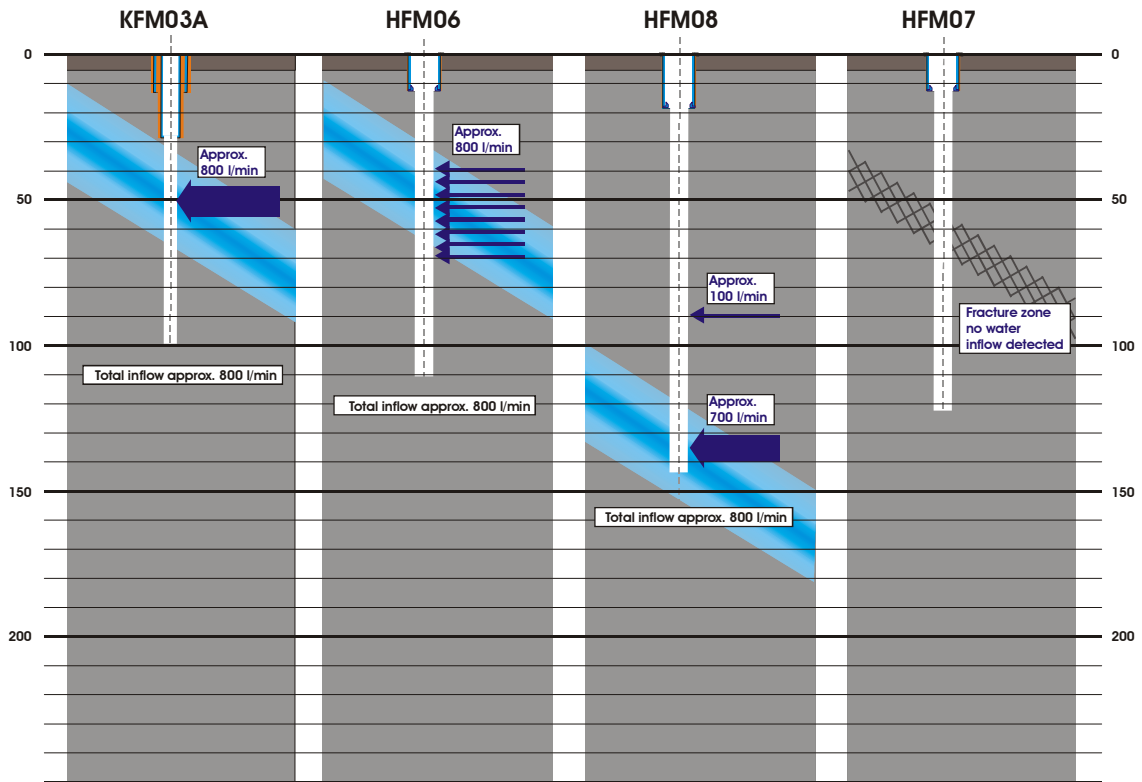 KFM03A
HFM06
HFM08
HFM07
0
0
Approx.
800 l/min
Approx.
800 l/min
50
50
Approx.
100 l/min
Fracture zone
no water
inflow detected
100
100
Total inflow approx. 800 l/min
Total inflow approx. 800 l/min
Approx.
700 l/min
150
150
Total inflow approx. 800 l/min
200
200